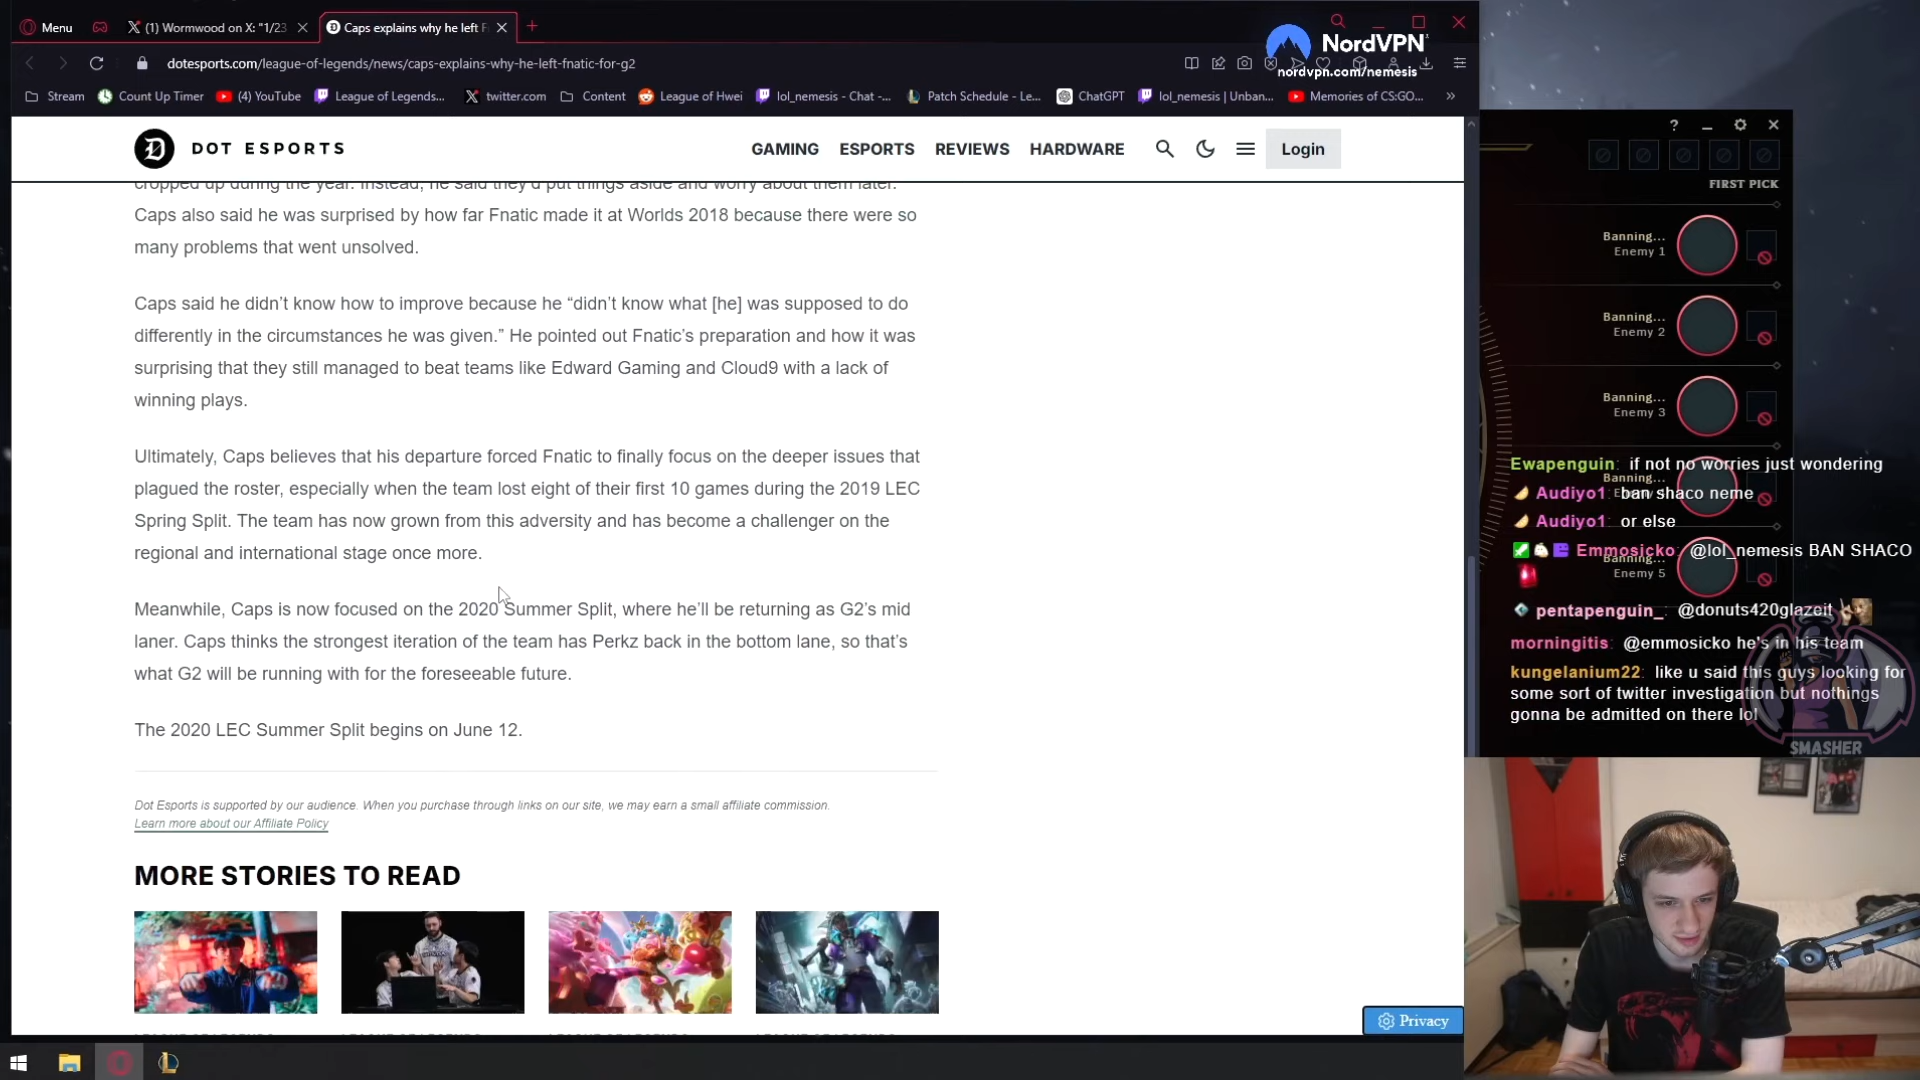 Menu
(1) Wormwood on X: "1/23
Caps explains why he left F
NordVPN
nordvpn.com/nemesis
dotesports.com/league-of-legends/news/caps-explains-why-he-left-fnatic-for-g2
Stream
Count Up Timer
(4) YouTube
League of Legends...
twitter.com
Content
League of Hwei
lol_nemesis - Chat -...
Patch Schedule - Le...
ChatGPT
lol_nemesis | Unban...
Memories of CS:GO...
DOT ESPORTS
GAMING
ESPORTS
REVIEWS
HARDWARE
Login
cropped up during the year. Instead, he said they'd put things aside and worry about them later.
Caps also said he was surprised by how far Fnatic made it at Worlds 2018 because there were so
many problems that went unsolved.
Caps said he didn't know how to improve because he “didn't know what [he] was supposed to do
differently in the circumstances he was given.” He pointed out Fnatic's preparation and how it was
surprising that they still managed to beat teams like Edward Gaming and Cloud9 with a lack of
winning plays.
Ultimately, Caps believes that his departure forced Fnatic to finally focus on the deeper issues that
plagued the roster, especially when the team lost eight of their first 10 games during the 2019 LEC
Spring Split. The team has now grown from this adversity and has become a challenger on the
regional and international stage once more.
Meanwhile, Caps is now focused on the 2020 Summer Split, where he'll be returning as G2's mid
laner. Caps thinks the strongest iteration of the team has Perkz back in the bottom lane, so that's
what G2 will be running with for the foreseeable future.
The 2020 LEC Summer Split begins on June 12.
Dot Esports is supported by our audience. When you purchase through links on our site, we may earn a small affiliate commission.
Learn more about our Affiliate Policy
MORE STORIES TO READ
Privacy
FIRST PICK
Banning...
Enemy 1
Banning...
Enemy 2
Banning...
Enemy 3
Banning...
Banning...
Enemy 5
Ewapenguin: if not no worries just wondering
Audiyo1: ban shaco neme
Audiyo1: or else
Emmosicko: @lol_nemesis BAN SHACO
pentapenguin_: @donuts420glazeit
morningitis: @emmosicko he's in his team
kungelanium22: like u said this guys looking for
some sort of twitter investigation but nothings
gonna be admitted on there lol
SMASHER